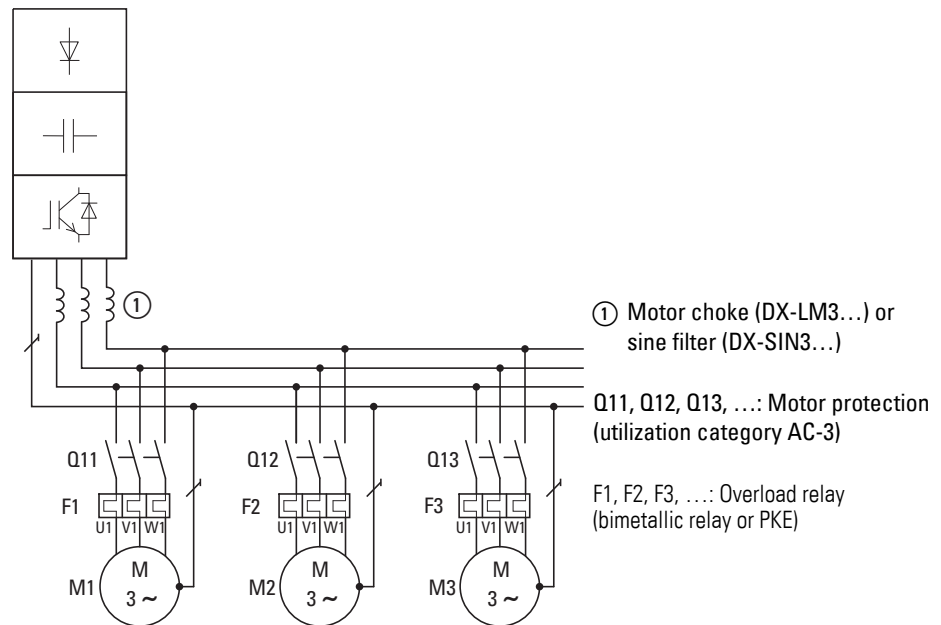 ①
① Motor choke (DX-LM3…) or
sine filter (DX-SIN3…)
Q11, Q12, Q13, …: Motor protection
(utilization category AC-3)
F1, F2, F3, …: Overload relay
(bimetallic relay or PKE)
Q11 Q12 Q13
F1 F2 F3
U1 V1 W1 U1 V1 W1 U1 V1 W1
M1 M M2 M M3 M
3 ~ 3 ~ 3 ~